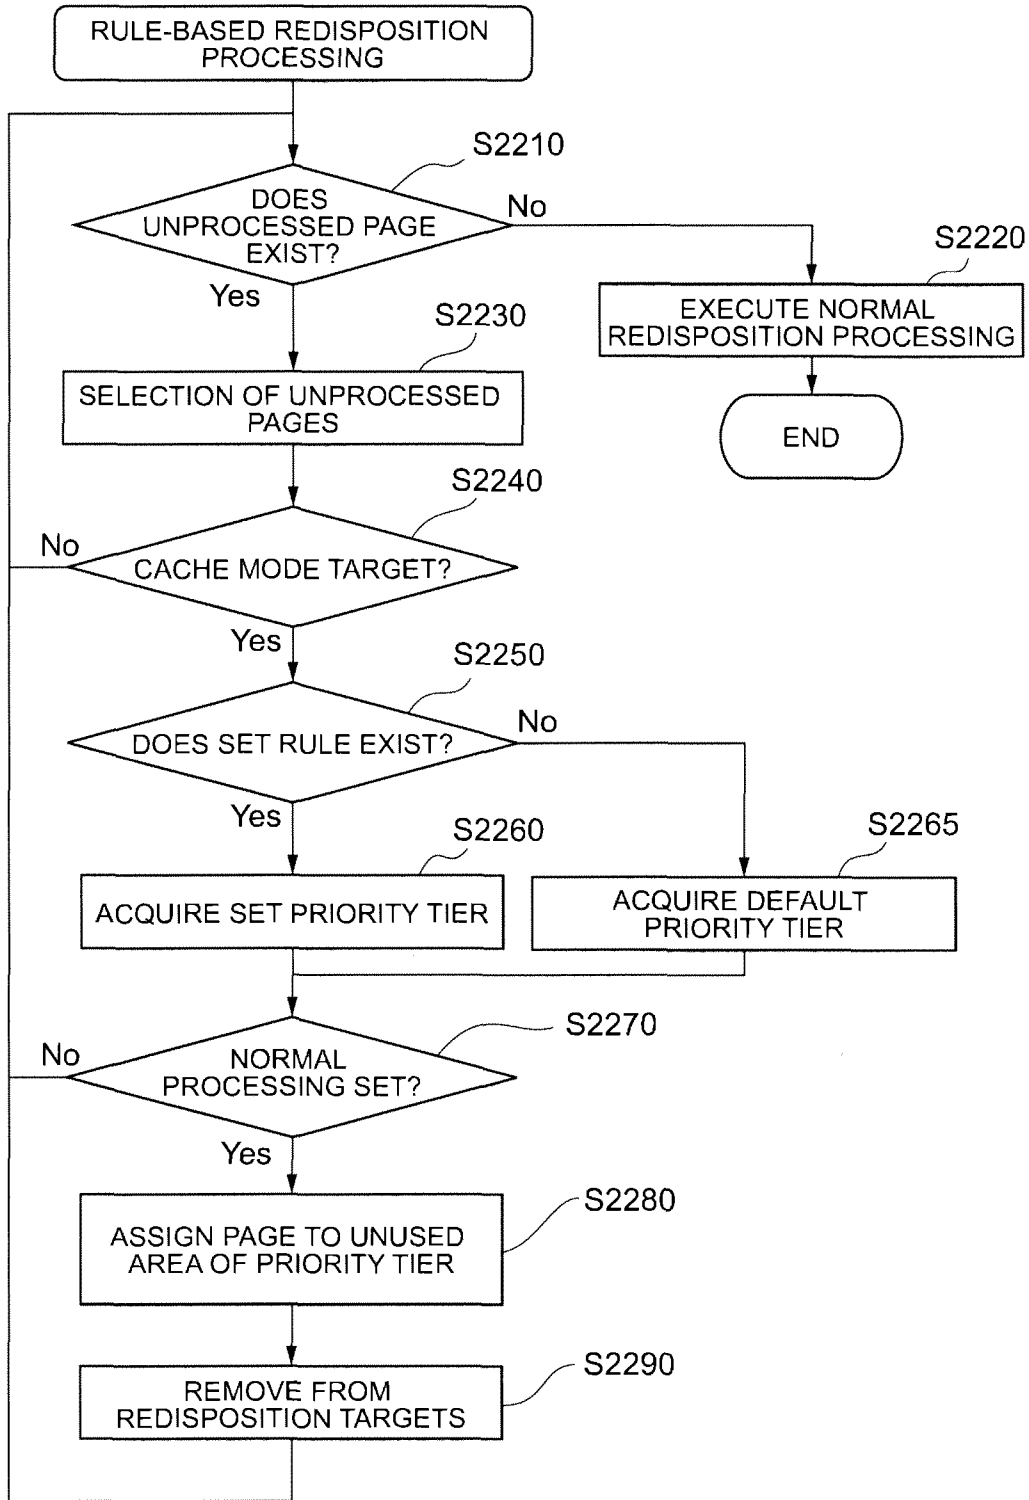 RULE-BASED REDISPOSITION
PROCESSING
S2210
DOES
UNPROCESSED PAGE
EXIST?
No
Yes
S2220
EXECUTE NORMAL
REDISPOSITION PROCESSING
END
S2230
SELECTION OF UNPROCESSED
PAGES
S2240
No
CACHE MODE TARGET?
Yes
S2250
No
DOES SET RULE EXIST?
Yes
S2260
ACQUIRE SET PRIORITY TIER
S2265
ACQUIRE DEFAULT
PRIORITY TIER
S2270
No
NORMAL
PROCESSING SET?
Yes
S2280
ASSIGN PAGE TO UNUSED
AREA OF PRIORITY TIER
S2290
REMOVE FROM
REDISPOSITION TARGETS